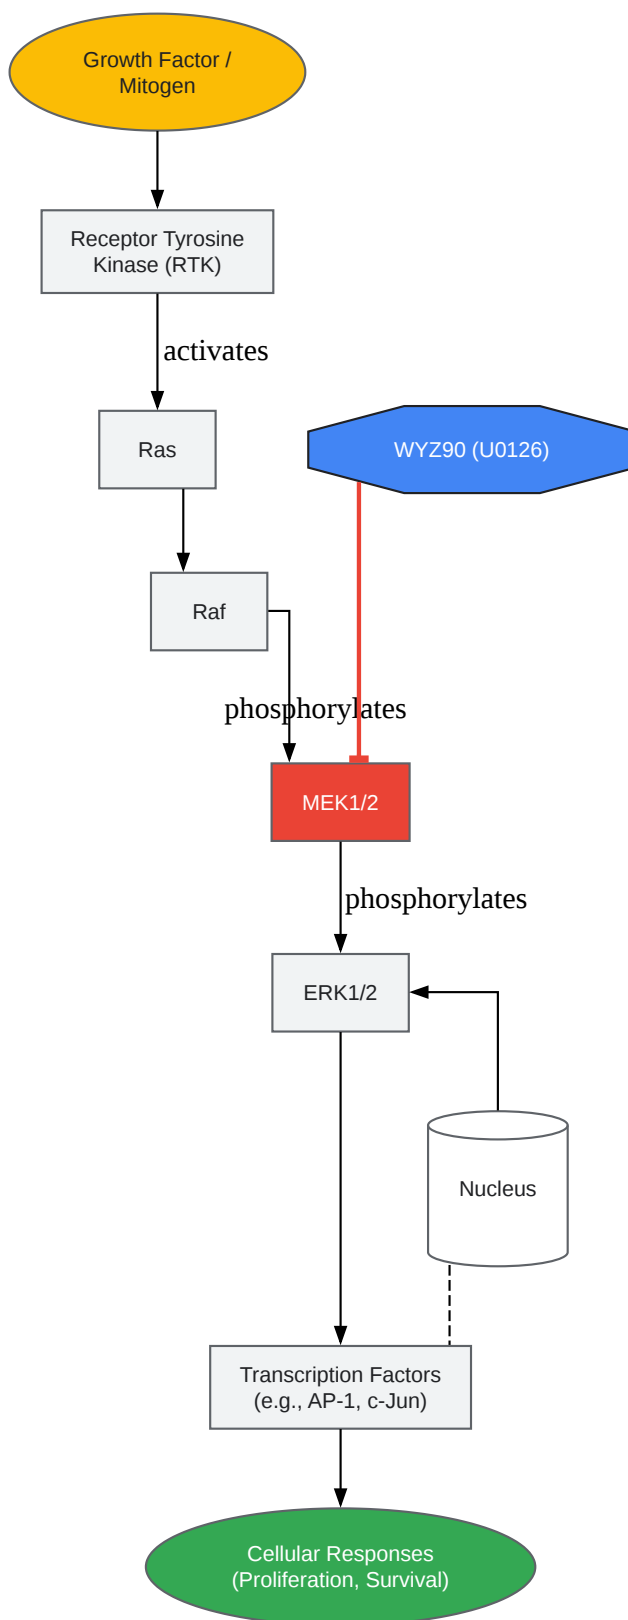 Growth Factor /
Mitogen
Receptor Tyrosine
Kinase (RTK)
activates
Ras
WYZ90 (U0126)
Raf
phosphorylates
MEK1/2
phosphorylates
ERK1/2
Nucleus
Transcription Factors
(e.g., AP-1, c-Jun)
Cellular Responses
(Proliferation, Survival)